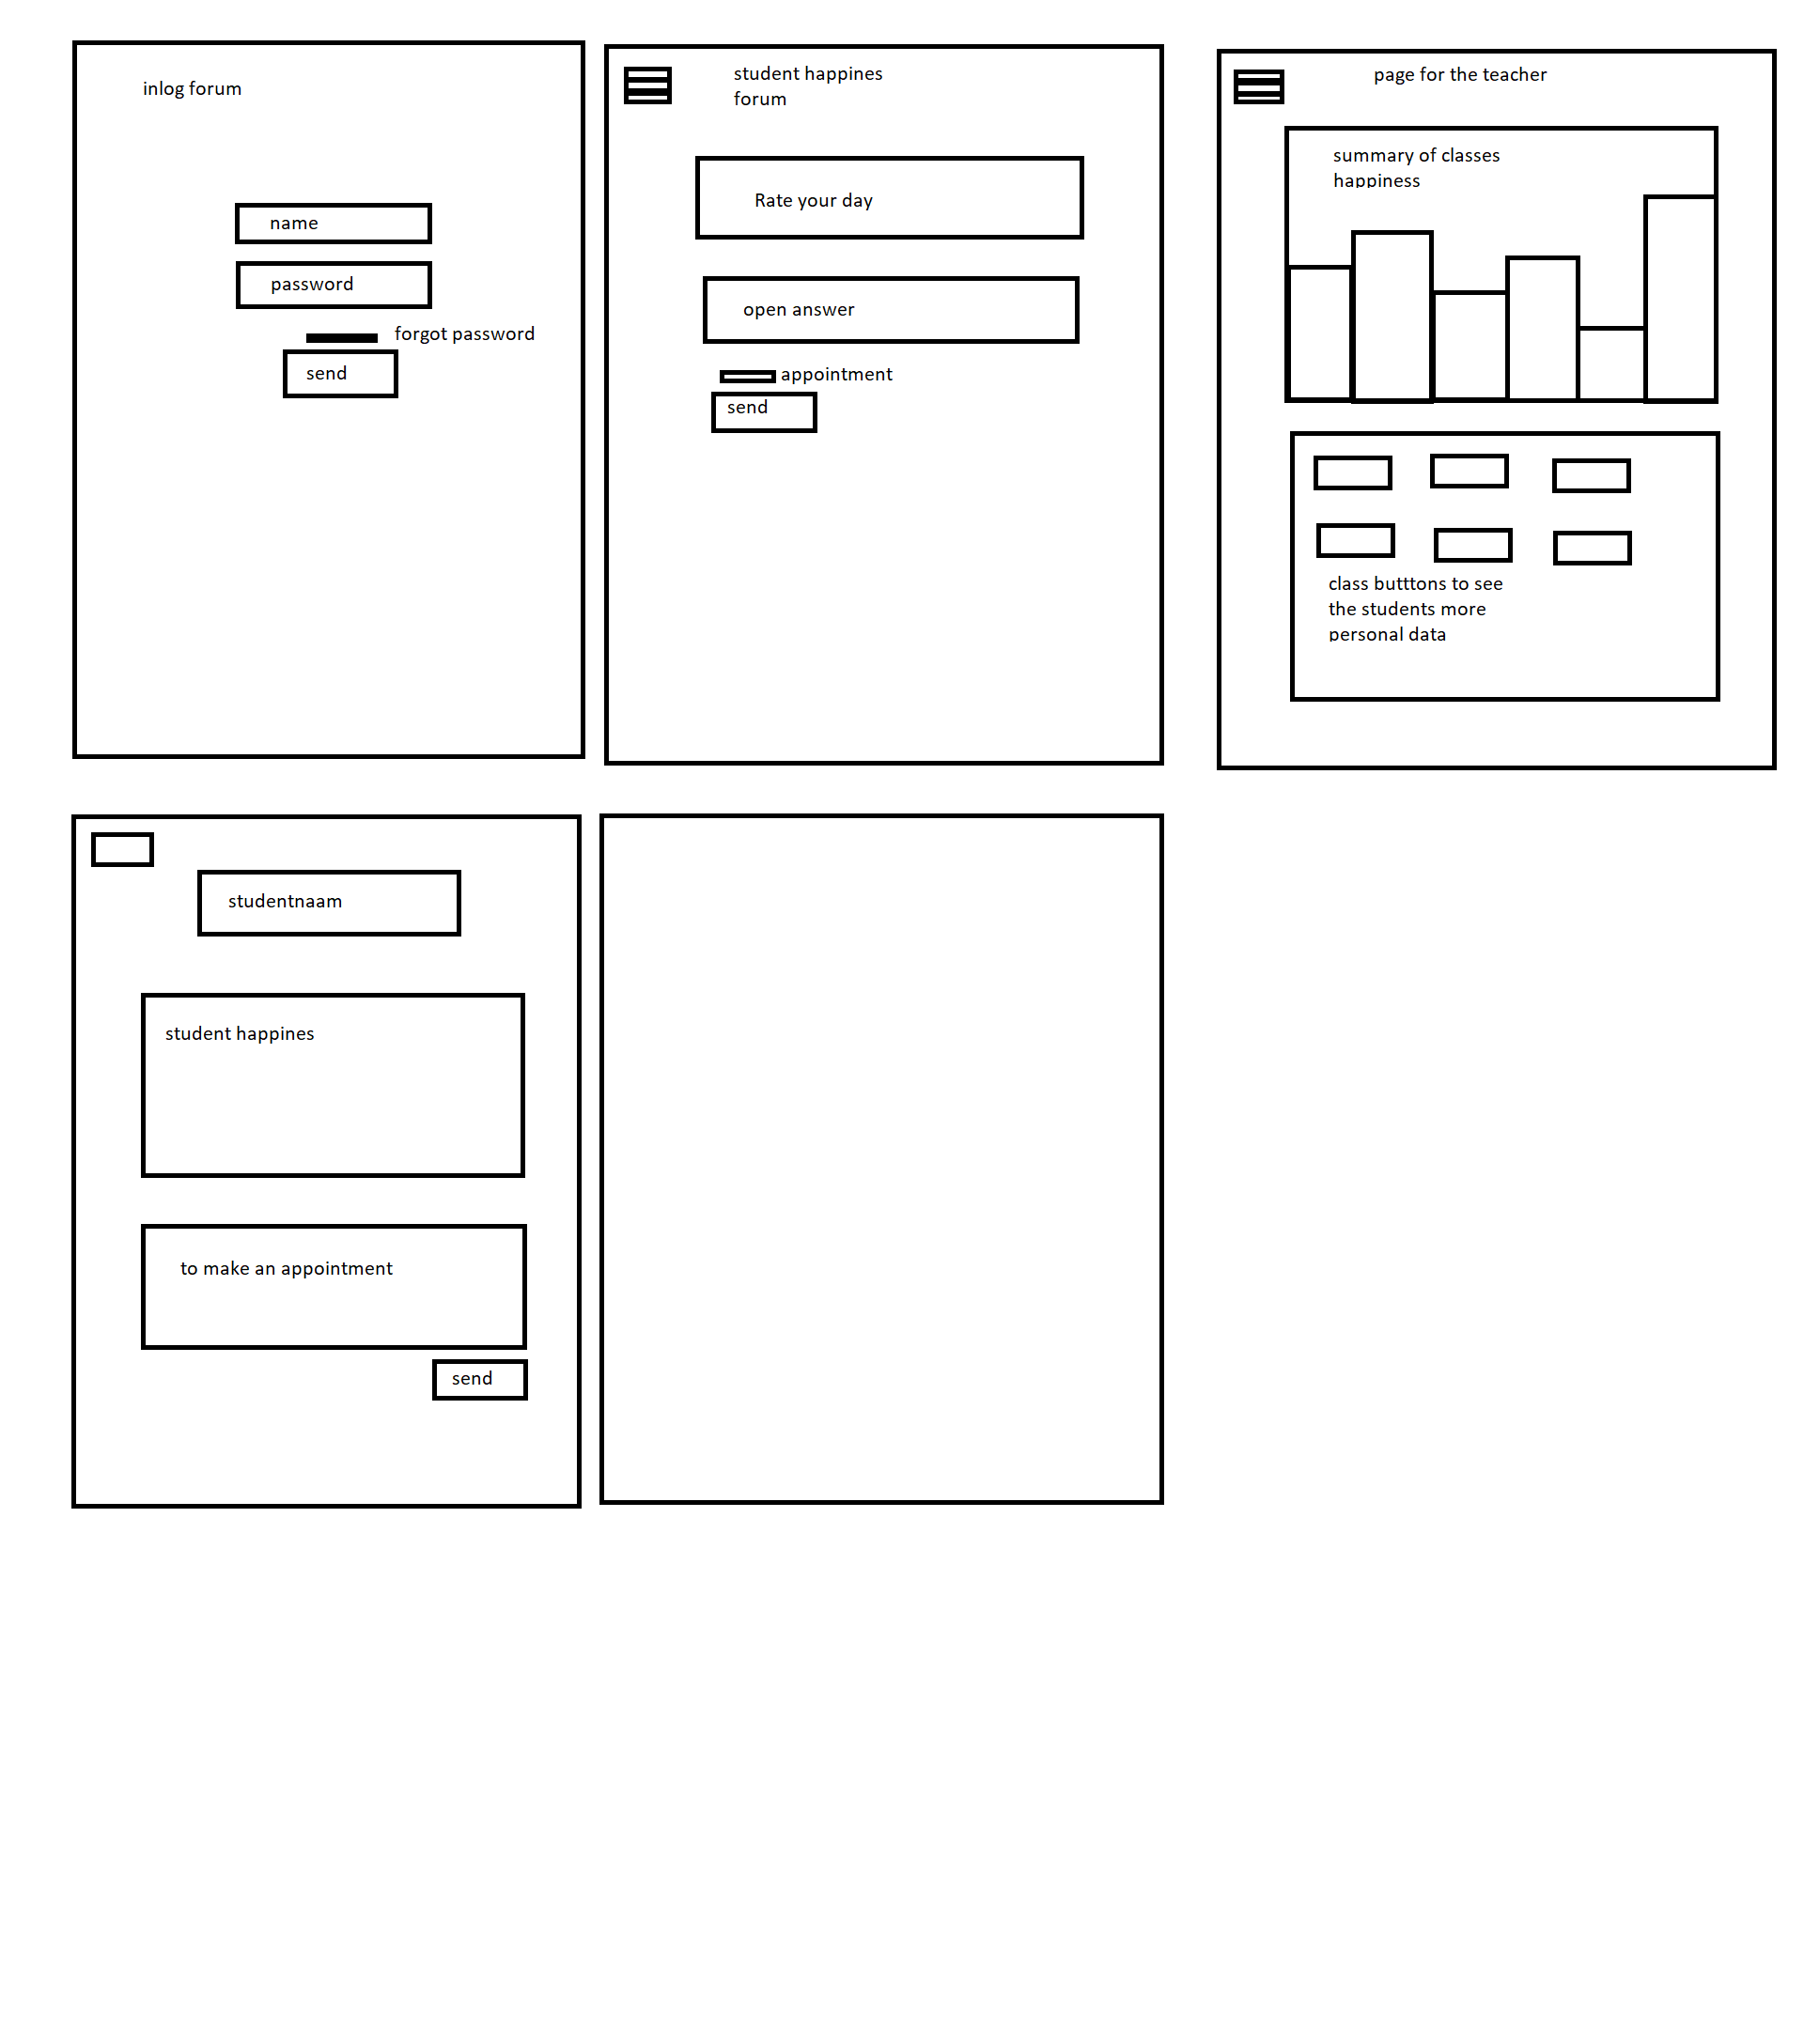 inlog forum
name
password
forgot password
send
student happines
forum
Rate your day
open answer
appointment
send
page for the teacher
summary of classes
happiness
class butttons to see
the students more
personal data
studentnaam
student happines
to make an appointment
send